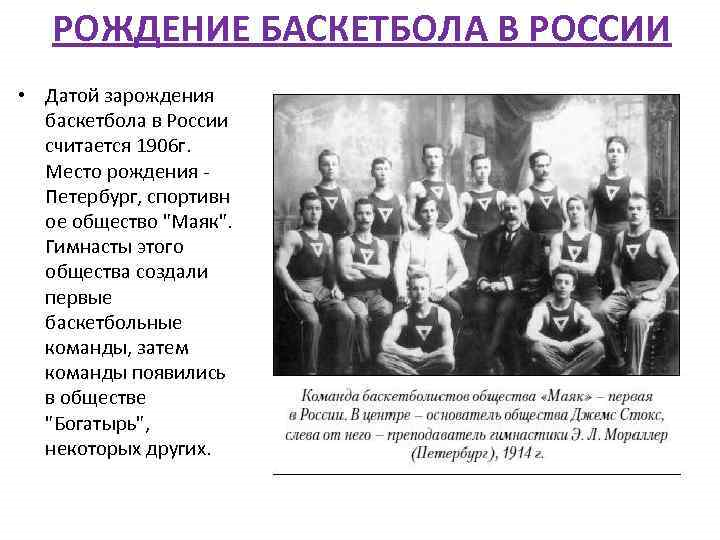 РОЖДЕНИЕ БАСКЕТБОЛА В РОССИИ
• Датой зарождения
баскетбола в России
считается 1906г.
Место рождения -
Петербург, спортивн
ое общество "Маяк".
Гимнасты этого
общества создали
первые
баскетбольные
команды, затем
команды появились
в обществе
"Богатырь",
некоторых других.
Команда баскетболистов общества «Маяк» – первая
в России. В центре – основатель общества Джемс Стокс,
слева от него – преподаватель гимнастики Э. Л. Мораллер
(Петербург), 1914 г.